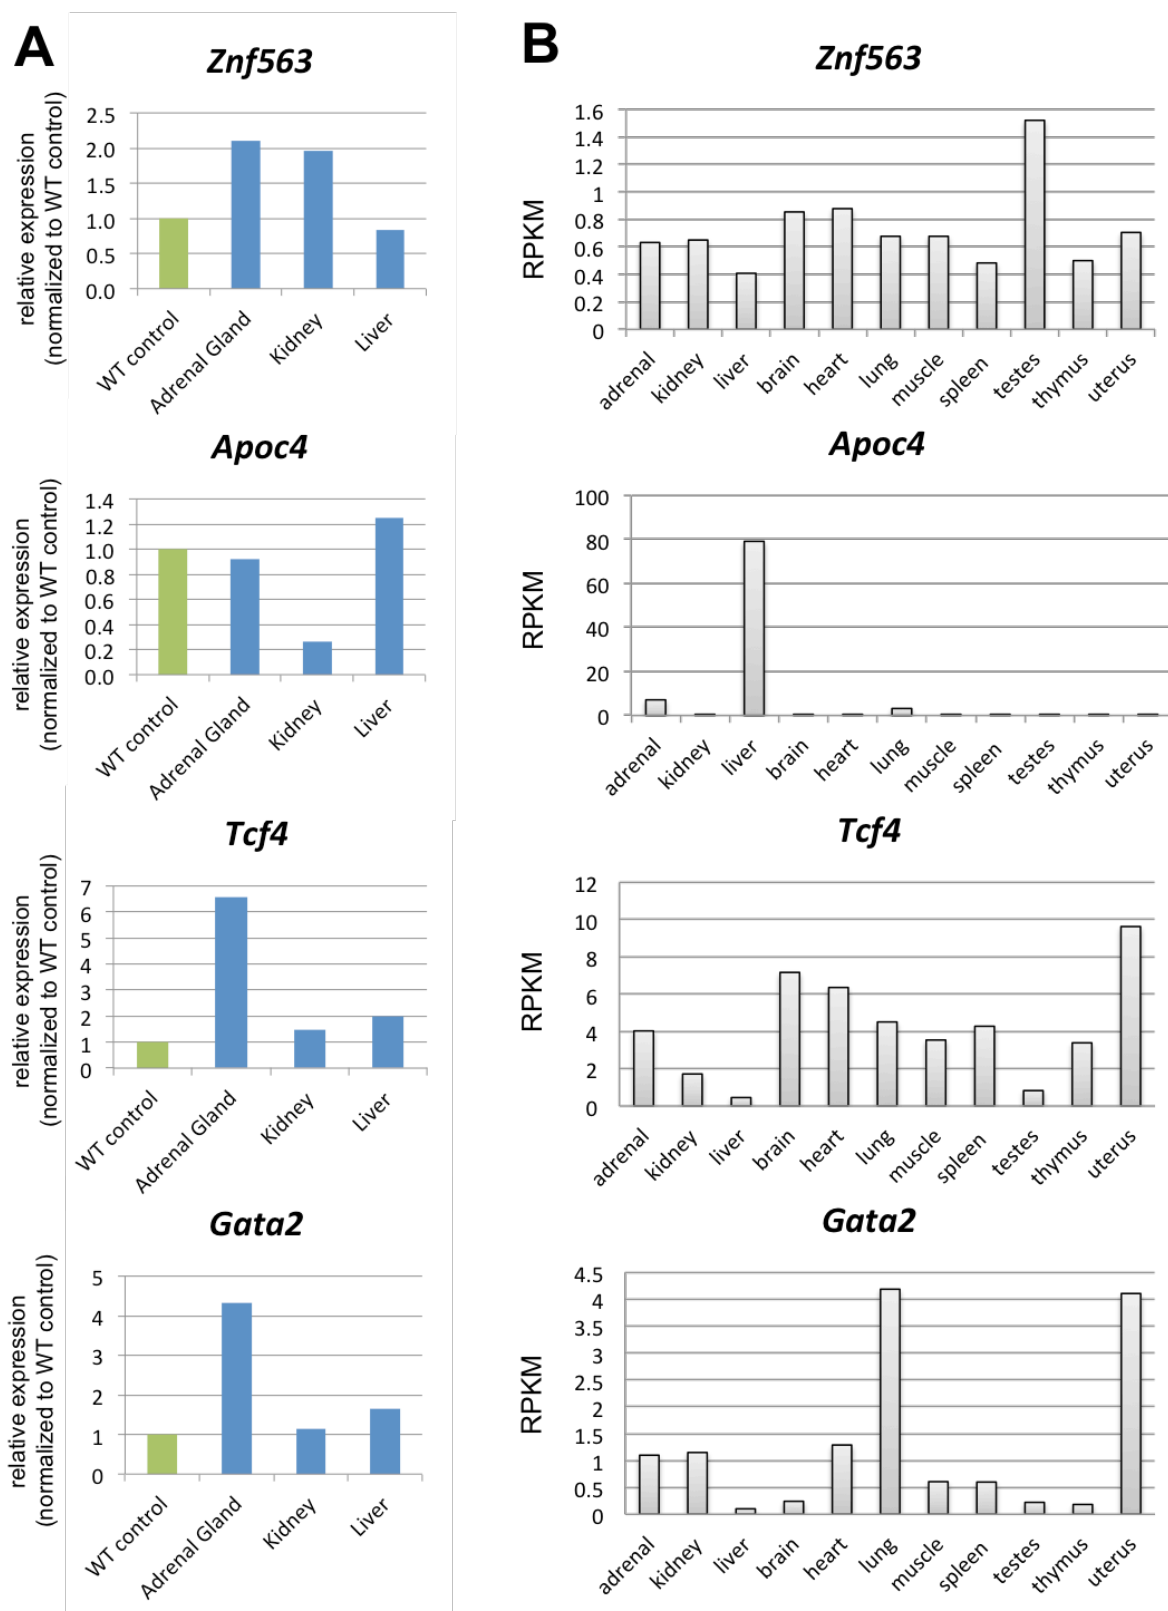 A
Znf563
relative expression
(normalized to WT control)
2.5
2.0
1.5
1.0
0.5
0.0
WT control
Adrenal Gland
Kidney
Liver
Apoc4
relative expression
(normalized to WT control)
1.4
1.2
1.0
0.8
0.6
0.4
0.2
0.0
WT control
Adrenal Gland
Kidney
Liver
Tcf4
relative expression
(normalized to WT control)
7
6
5
4
3
2
1
0
WT control
Adrenal Gland
Kidney
Liver
Gata2
relative expression
(normalized to WT control)
5
4
3
2
1
0
WT control
Adrenal Gland
Kidney
Liver
B
Znf563
RPKM
1.6
1.4
1.2
1
0.8
0.6
0.4
0.2
0
adrenal
kidney
liver
brain
heart
lung
muscle
spleen
testes
thymus
uterus
Apoc4
RPKM
100
80
60
40
20
0
adrenal
kidney
liver
brain
heart
lung
muscle
spleen
testes
thymus
uterus
Tcf4
RPKM
12
10
8
6
4
2
0
adrenal
kidney
liver
brain
heart
lung
muscle
spleen
testes
thymus
uterus
Gata2
RPKM
4.5
4
3.5
3
2.5
2
1.5
1
0.5
0
adrenal
kidney
liver
brain
heart
lung
muscle
spleen
testes
thymus
uterus